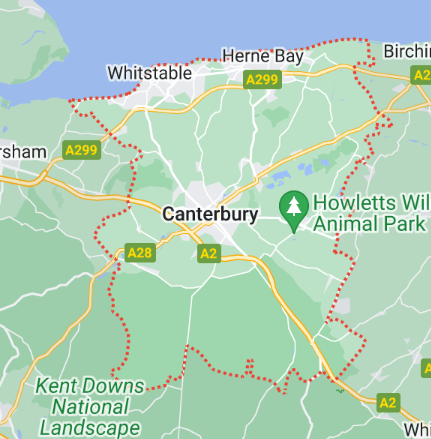 Herne Bay
Birchin
Whitstable
A299
A2
A299
rsham
Howletts Wil
Animal Park
Canterbury
A28
A2
Kent Downs
National
Landscape
A
A2
Whi